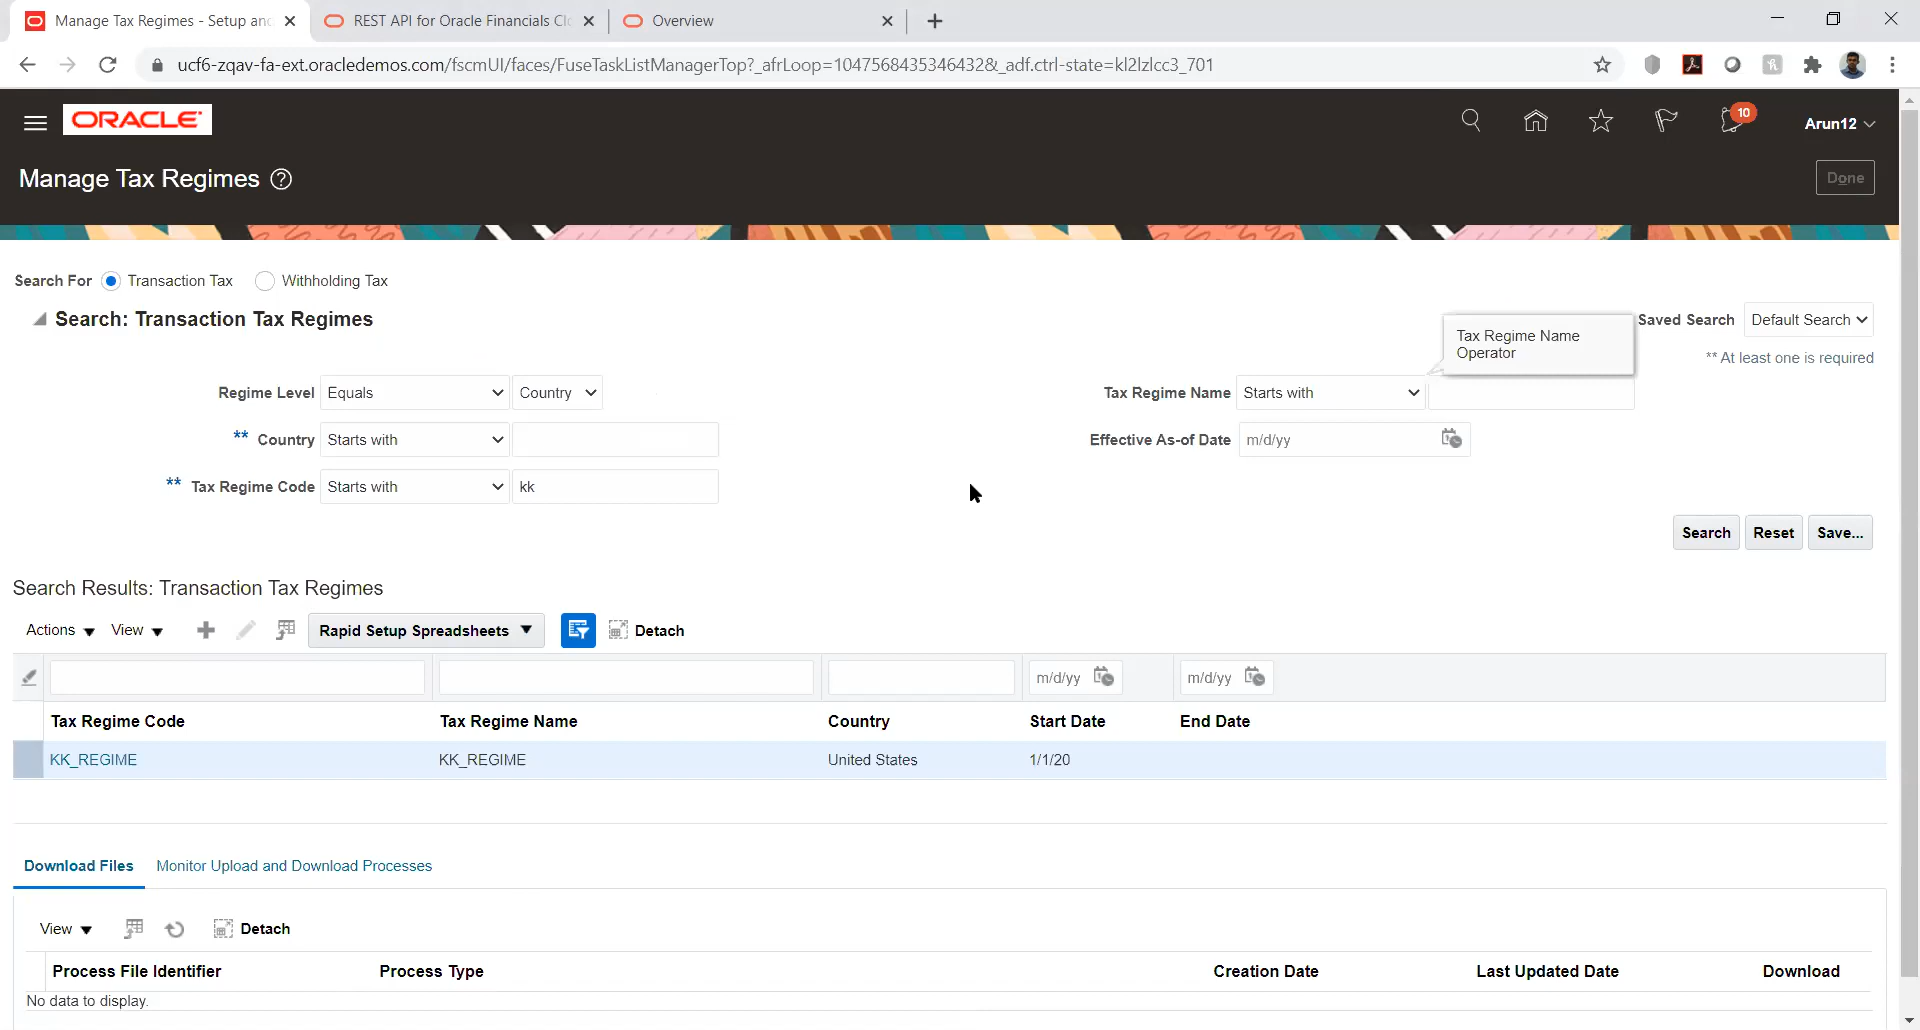 Manage Tax Regimes - Setup and
REST API for Oracle Financials Clo
Overview
ucf6-zqav-fa-ext.oracledemos.com/fscmUI/faces/FuseTaskListManagerTop?_afrLoop=10475684353464328&_adf.ctrl-state=kl2lzlcc3_701
ORACLE
10
Arun12
Manage Tax Regimes
Done
Search For Transaction Tax Withholding Tax
Search: Transaction Tax Regimes
Tax Regime Name
Operator
Saved Search Default Search
** At least one is required
Regime Level Equals Country
Tax Regime Name Starts with
** Country Starts with
Effective As-of Date m/d/yy
** Tax Regime Code Starts with kk
Search Reset Save...
Search Results: Transaction Tax Regimes
Actions View Rapid Setup Spreadsheets Detach
m/d/yy m/d/yy
Tax Regime Code Tax Regime Name Country Start Date End Date
KK_REGIME KK_REGIME United States 1/1/20
Download Files Monitor Upload and Download Processes
View Detach
Process File Identifier Process Type Creation Date Last Updated Date Download
No data to display.